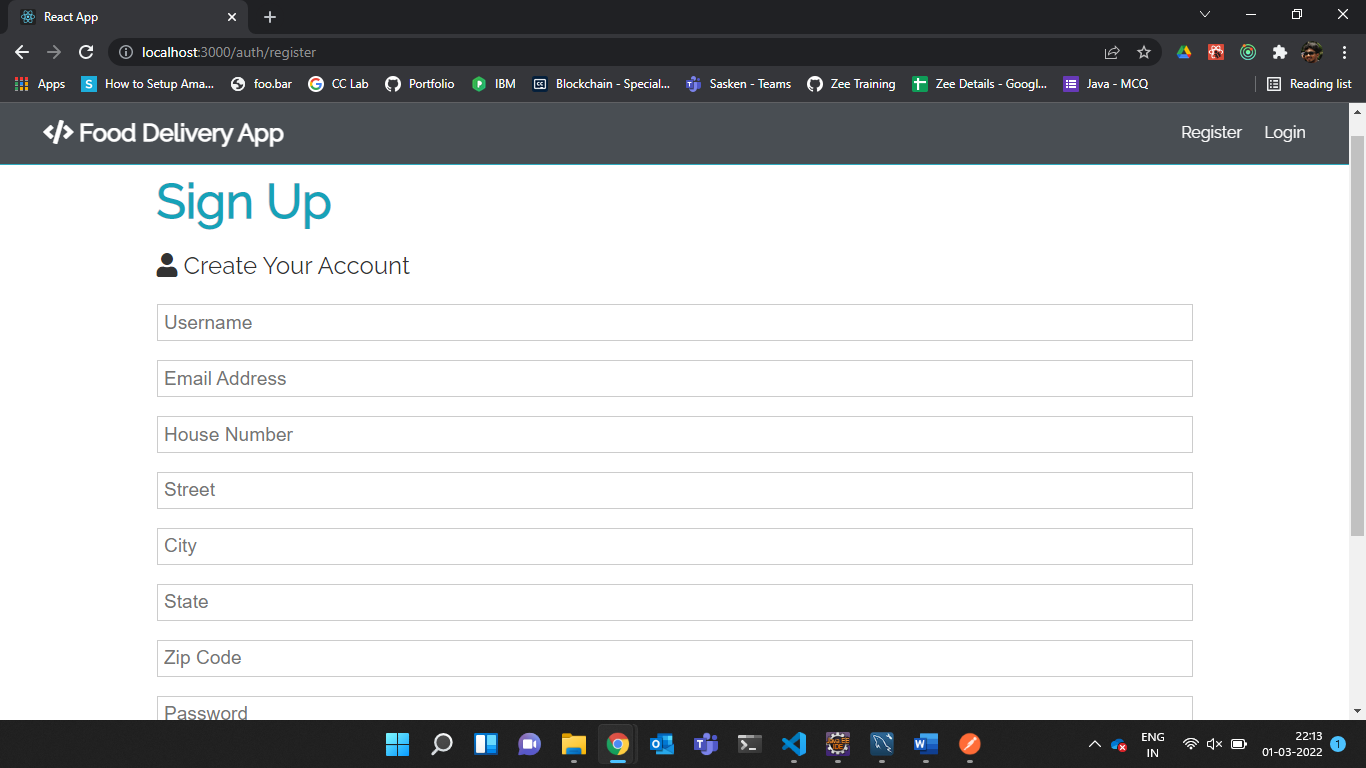 React App
localhost:3000/auth/register
Apps
S How to Setup Ama...
foo.bar
CC Lab
Portfolio
IBM
Blockchain - Special...
Sasken - Teams
Zee Training
Zee Details - Googl...
Java - MCQ
Reading list
</> Food Delivery App
Register
Login
Sign Up
Create Your Account
Username
Email Address
House Number
Street
City
State
Zip Code
Password
ENG
IN
22:13
01-03-2022
1